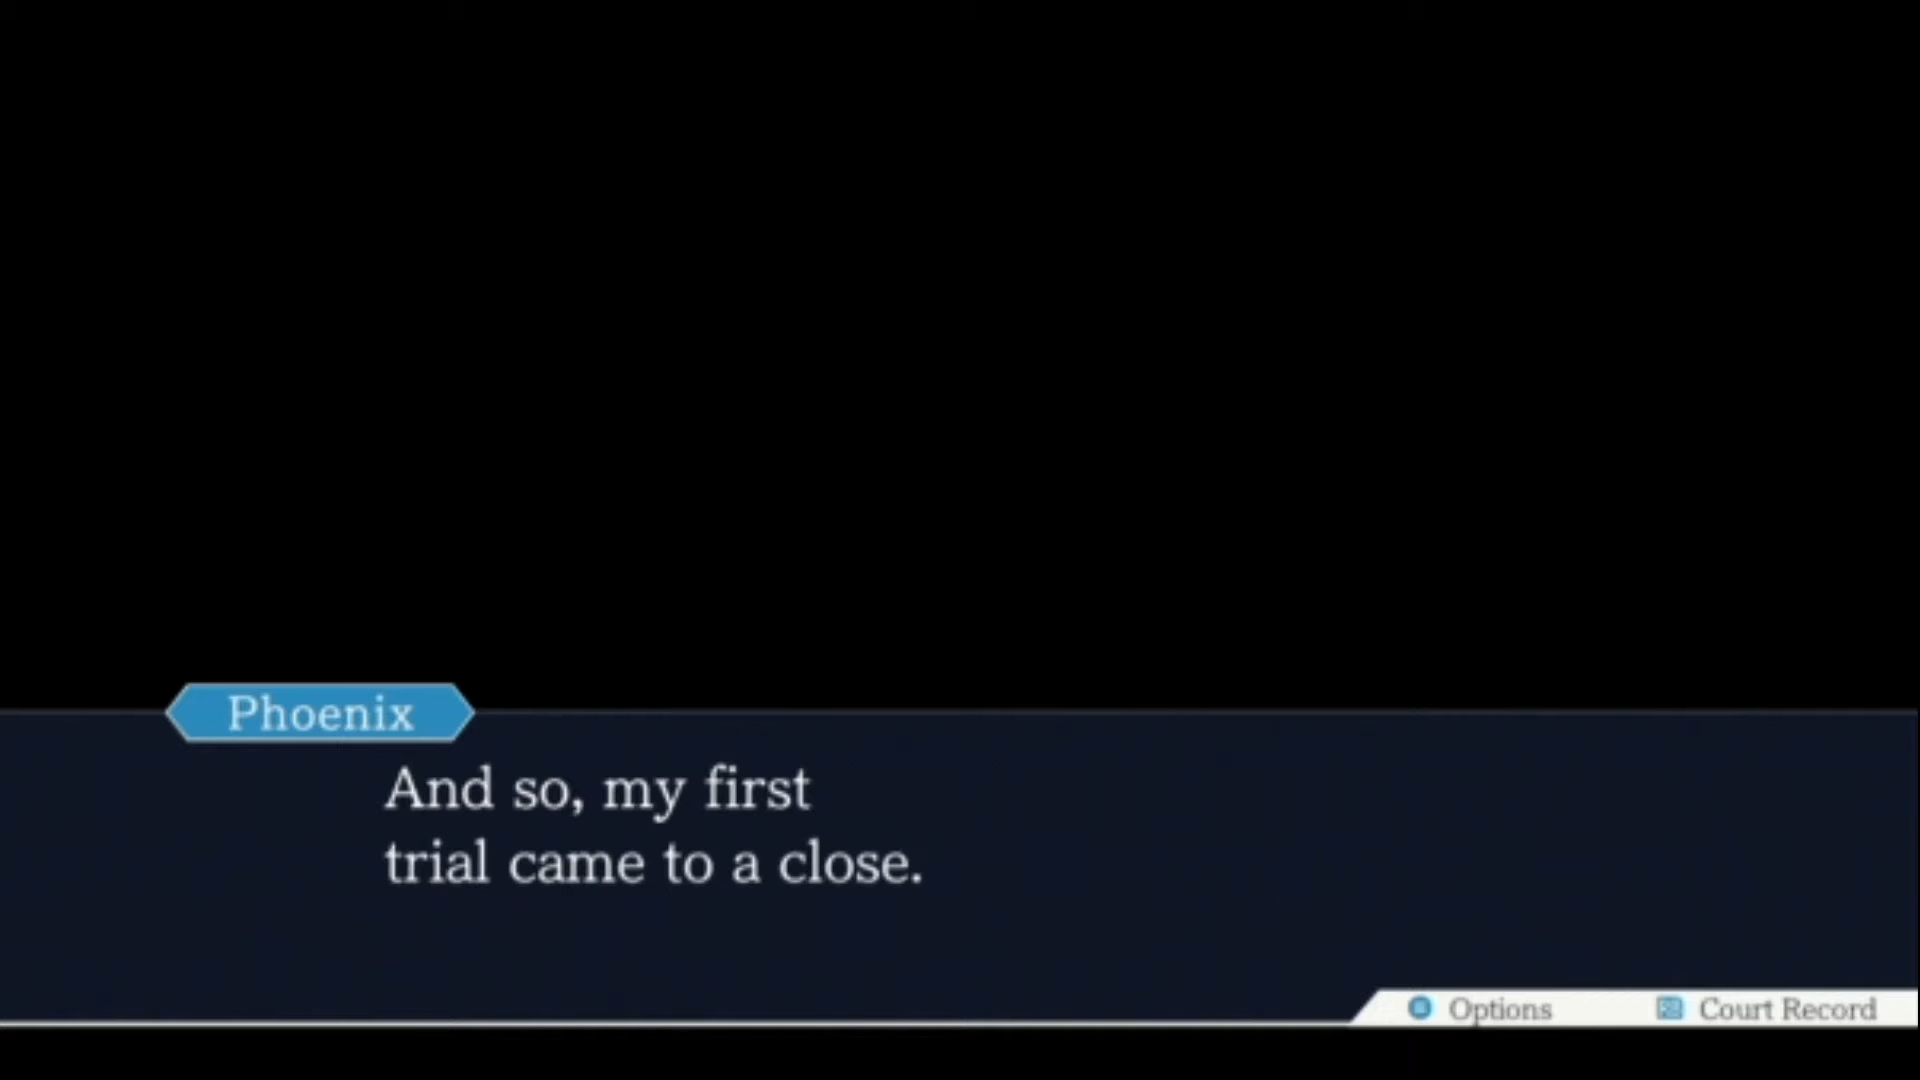 Phoenix
And so, my first
trial came to a close.
Options
Court Record